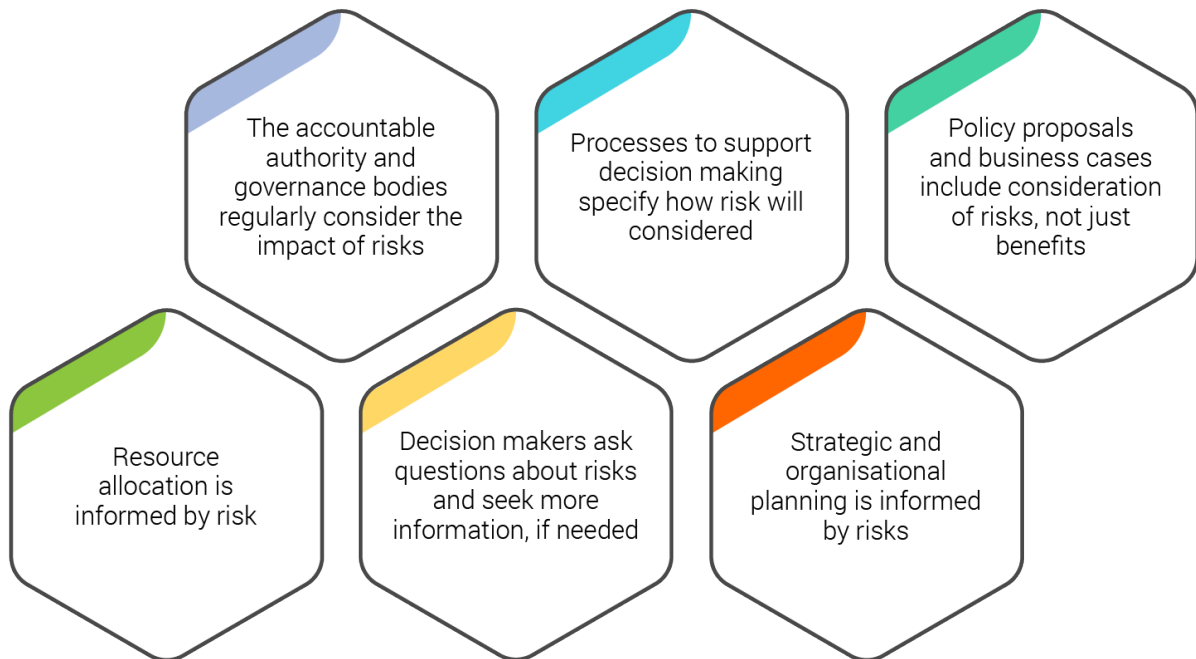 The accountable
authority and
governance bodies
regularly consider the
impact of risks
Processes to support
decision making
specify how risk will
considered
Policy proposals
and business cases
include consideration
of risks, not just
benefits
Resource
allocation is
informed by risk
Decision makers ask
questions about risks
and seek more
information, if needed
Strategic and
organisational
planning is informed
by risks